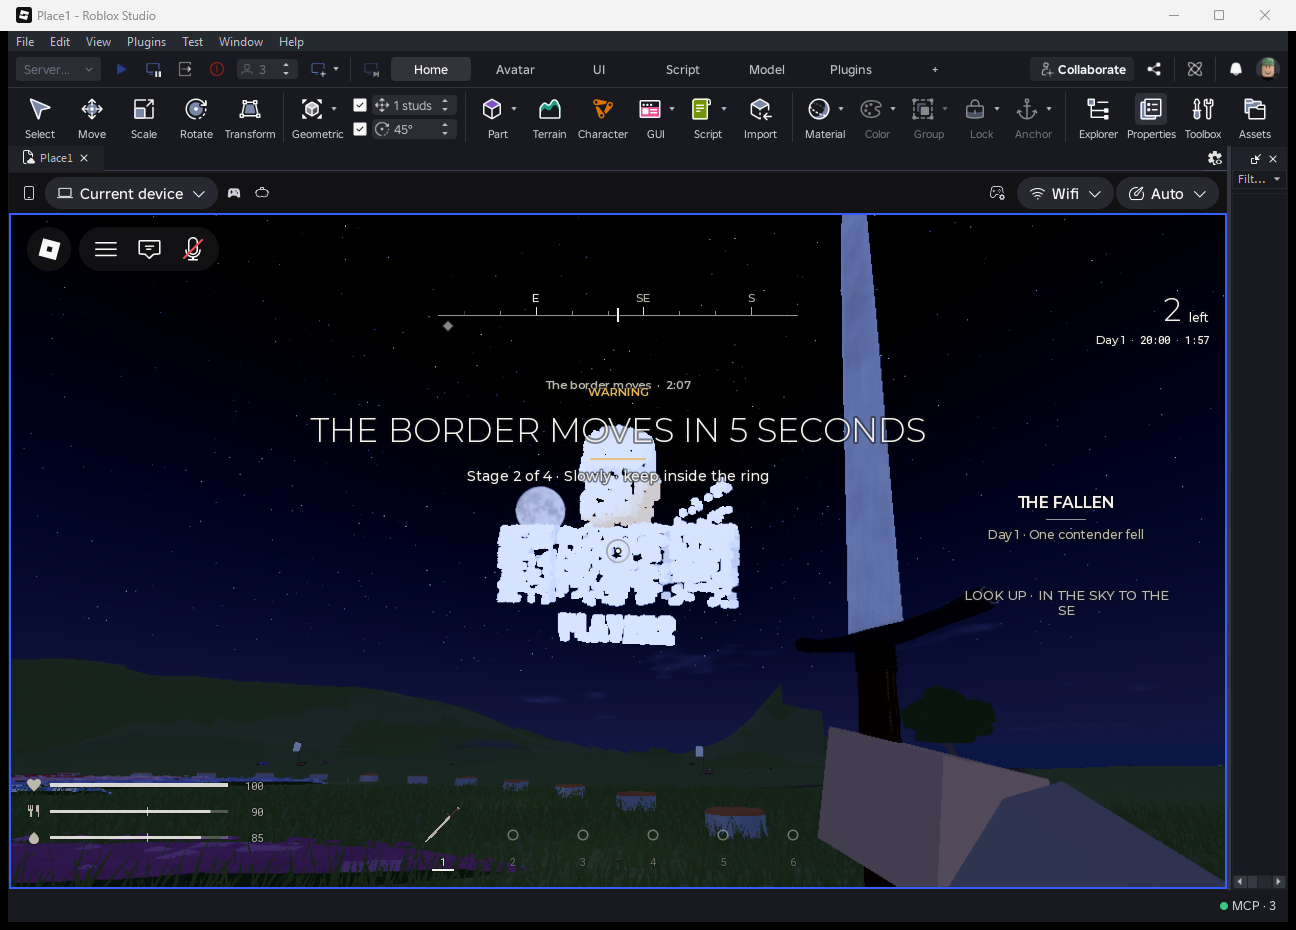 Place1 - Roblox Studio
File Edit View Plugins Test Window Help
Server... 3 Home Avatar UI Script Model Plugins + Collaborate
1 studs
45°
Select Move Scale Rotate Transform Geometric Part Terrain Character GUI Script Import Material Color Group Lock Anchor Explorer Properties Toolbox Assets
Place1
Filt...
Current device Wifi Auto
E SE S
2 left
Day 1 · 20:00 · 1:57
The border moves · 2:07
WARNING
THE BORDER MOVES IN 5 SECONDS
Stage 2 of 4 · Slowly · keep inside the ring
THE FALLEN
Day 1 · One contender fell
LOOK UP · IN THE SKY TO THE
SE
PLAYER
100
90
85
1 2 3 4 5 6
MCP · 3